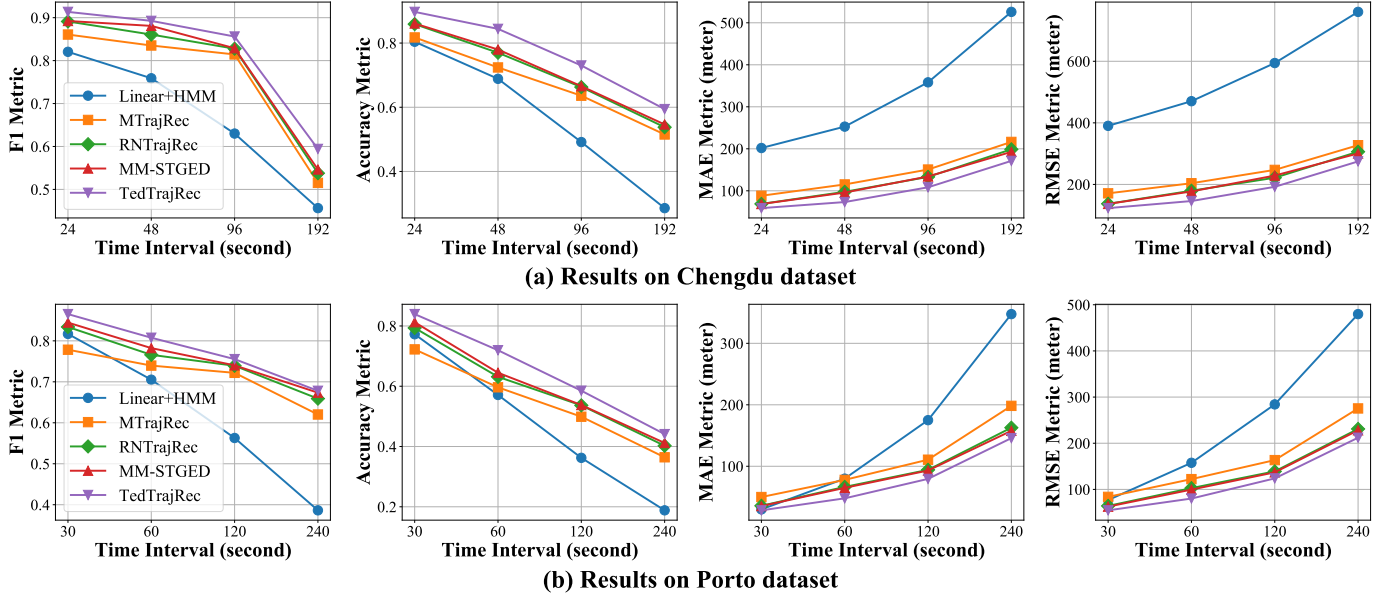 F1 Metric
0.9
0.8
0.7
0.6
0.5
Linear+HMM
MTrajRec
RNTrajRec
MM-STGED
TedTrajRec
24 48 96 192
Time Interval (second)
Accuracy Metric
0.8
0.6
0.4
24 48 96 192
Time Interval (second)
MAE Metric (meter)
500
400
300
200
100
24 48 96 192
Time Interval (second)
RMSE Metric (meter)
600
400
200
24 48 96 192
Time Interval (second)
(a) Results on Chengdu dataset
F1 Metric
0.8
0.7
0.6
0.5
0.4
Linear+HMM
MTrajRec
RNTrajRec
MM-STGED
TedTrajRec
30 60 120 240
Time Interval (second)
Accuracy Metric
0.8
0.6
0.4
0.2
30 60 120 240
Time Interval (second)
MAE Metric (meter)
300
200
100
30 60 120 240
Time Interval (second)
RMSE Metric (meter)
500
400
300
200
100
30 60 120 240
Time Interval (second)
(b) Results on Porto dataset